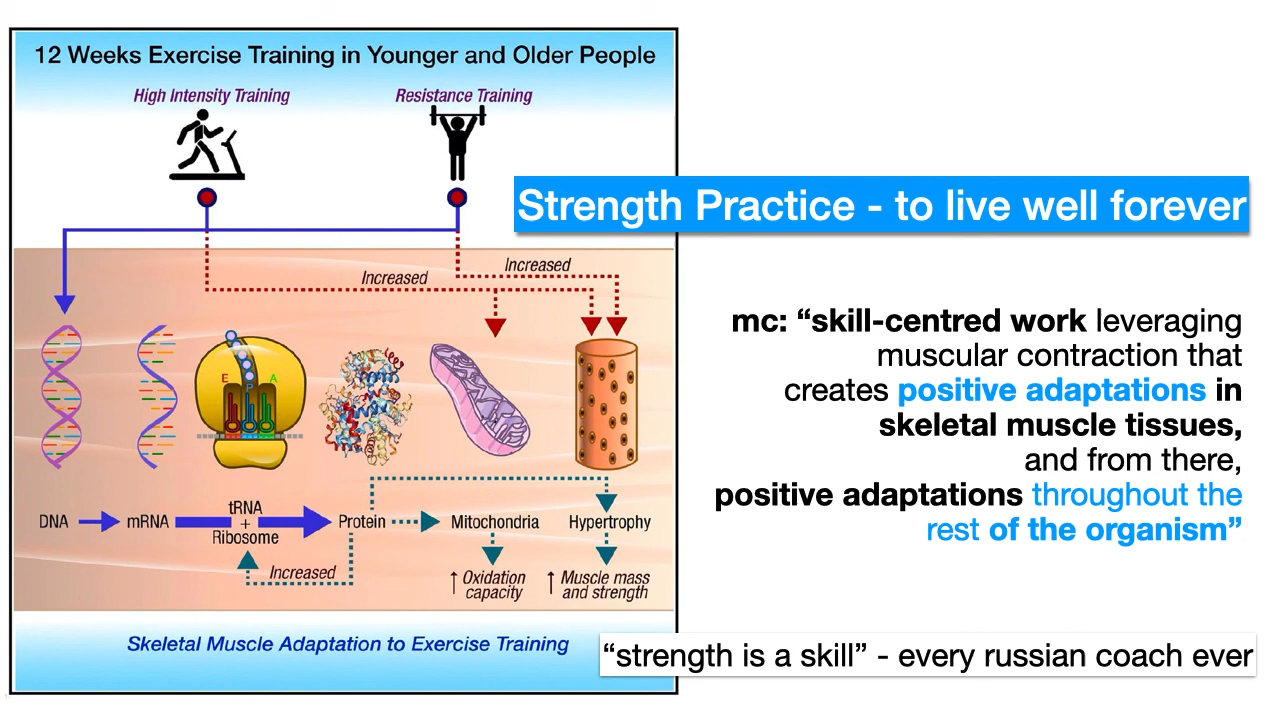 12 Weeks Exercise Training in Younger and Older People
High Intensity Training
Resistance Training
Strength Practice - to live well forever
Increased
Increased
mc: “skill-centred work leveraging
muscular contraction that
creates positive adaptations in
skeletal muscle tissues,
and from there,
positive adaptations throughout the
rest of the organism”
E
P
A
DNA
mRNA
tRNA
+
Ribosome
Protein
Mitochondria
Hypertrophy
Increased
↑ Oxidation
capacity
↑ Muscle mass
and strength
Skeletal Muscle Adaptation to Exercise Training
“strength is a skill” - every russian coach ever